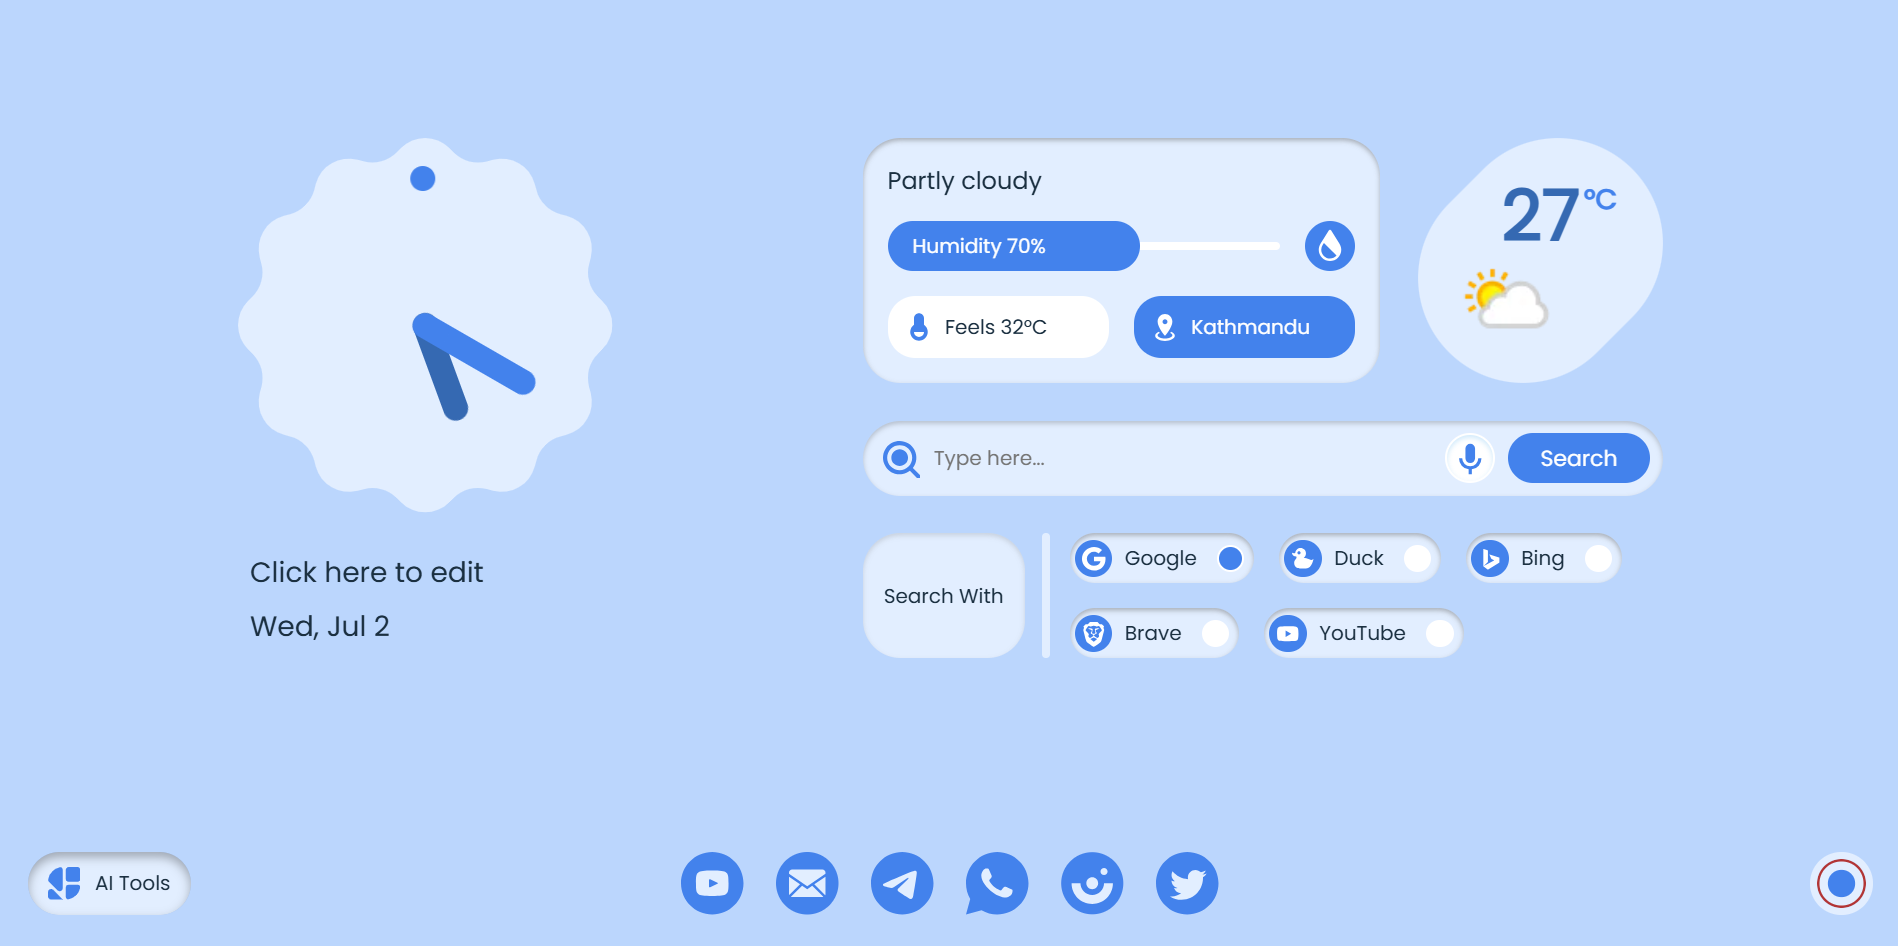 Click here to edit
Wed, Jul 2
Partly cloudy
Humidity 70%
Feels 32°C
Kathmandu
27°C
Type here...
Search
Search With
Google
Duck
Bing
Brave
YouTube
AI Tools